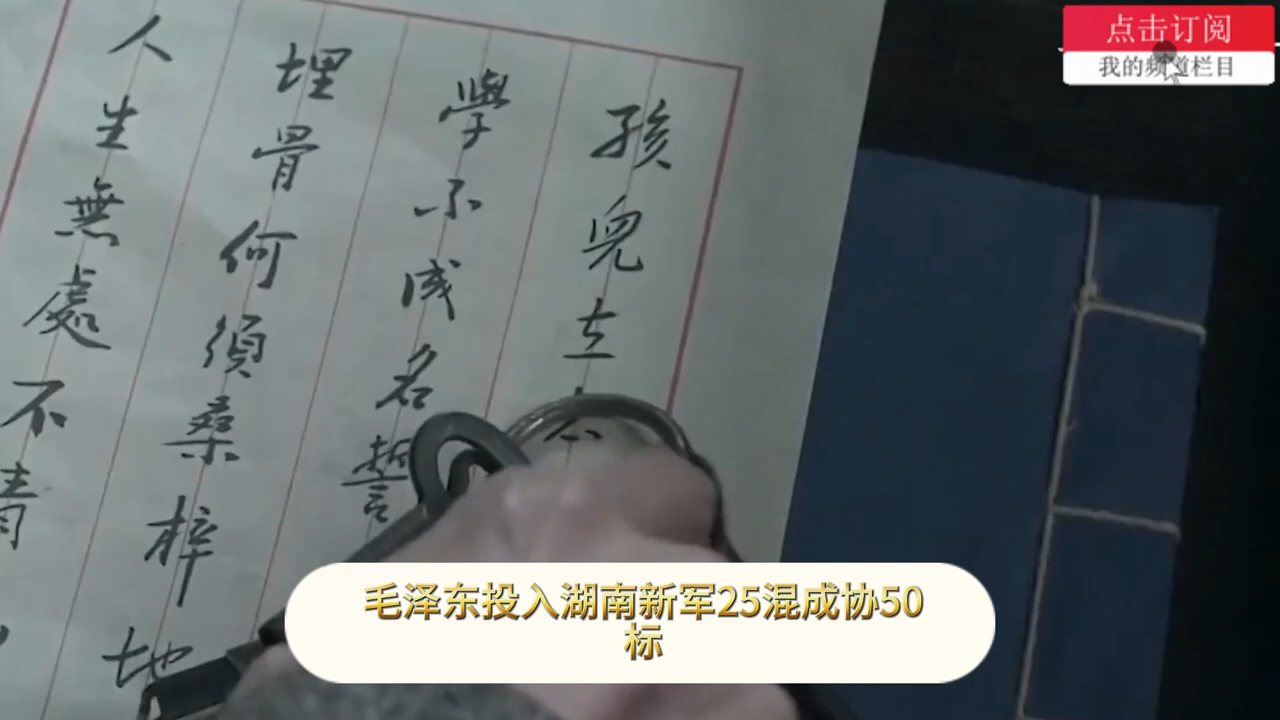 点击订阅
我的频道栏目
孩兒立
學不成名誓
埋骨何須桑梓地
人生無處不青
毛泽东投入湖南新军25混成协50
标